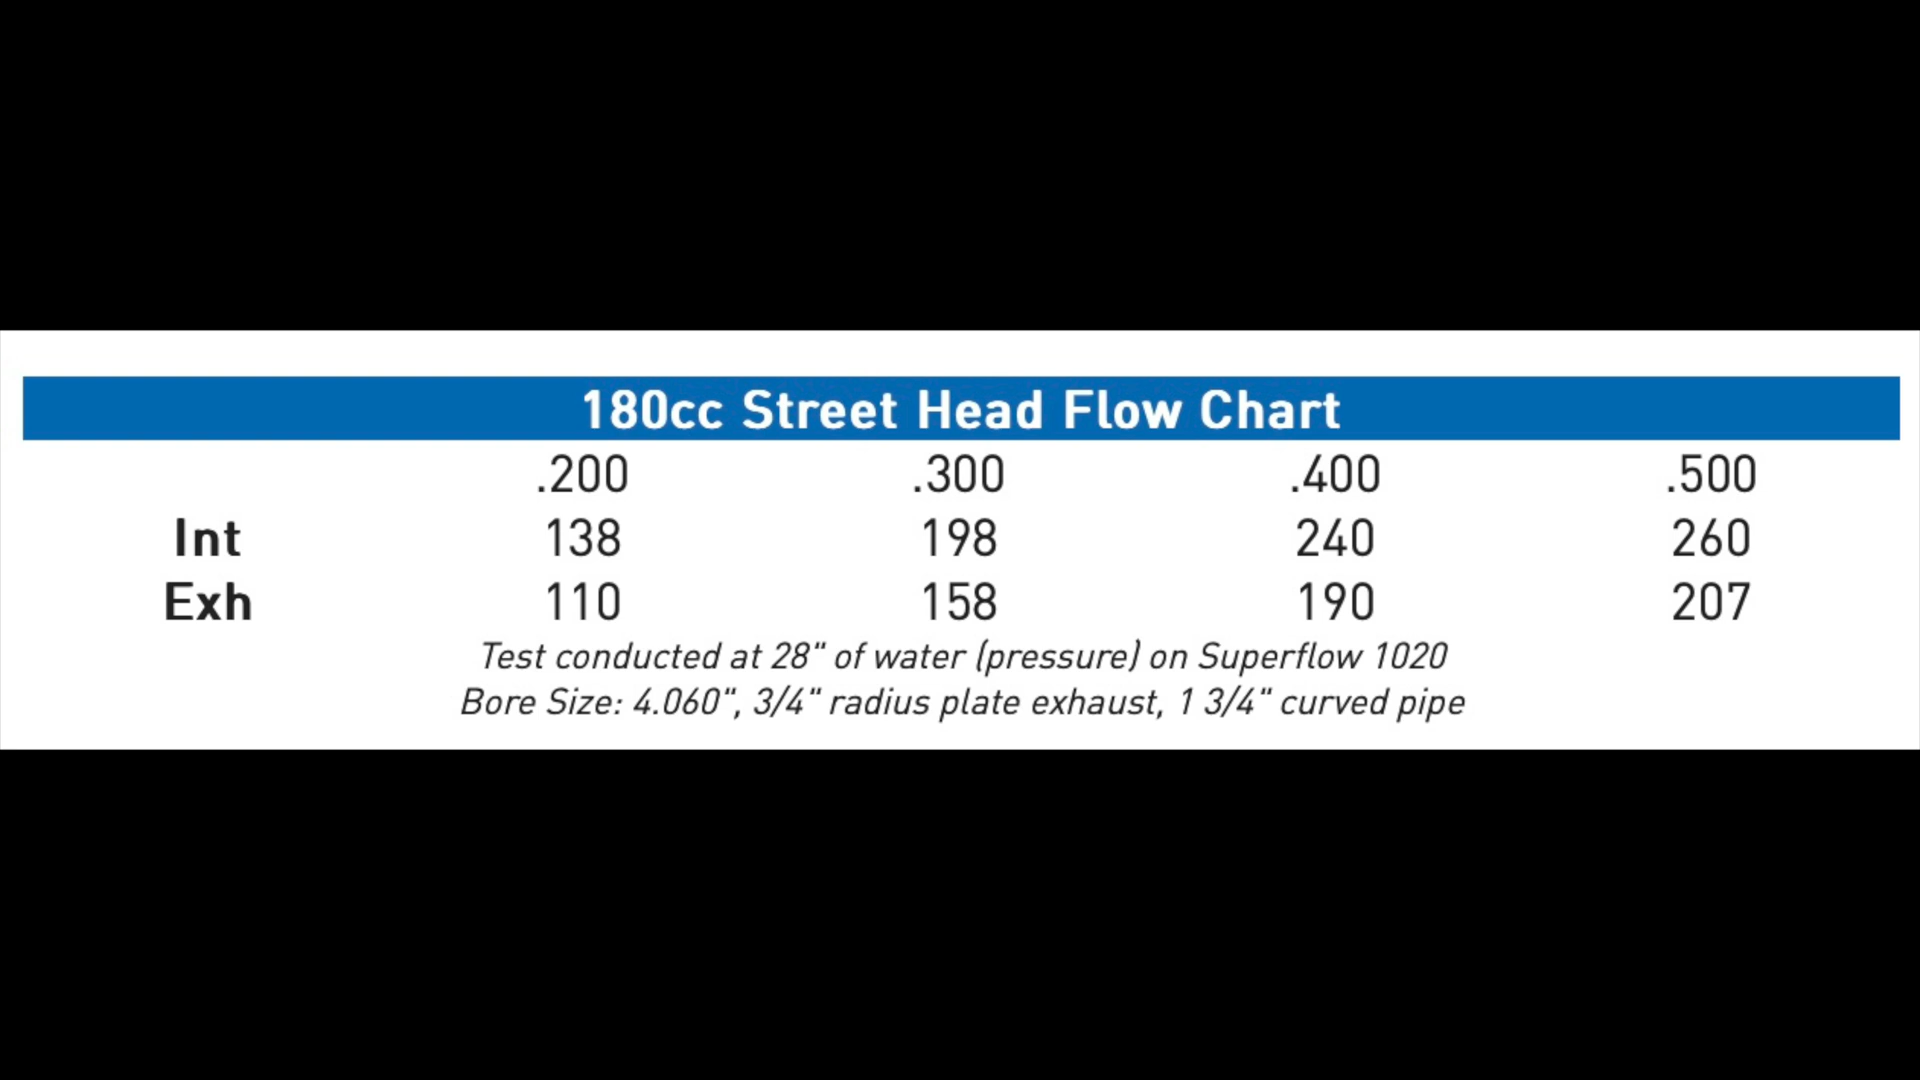 180cc Street Head Flow Chart
.200 .300 .400 .500
Int 138 198 240 260
Exh 110 158 190 207
Test conducted at 28" of water (pressure) on Superflow 1020
Bore Size: 4.060", 3/4" radius plate exhaust, 1 3/4" curved pipe